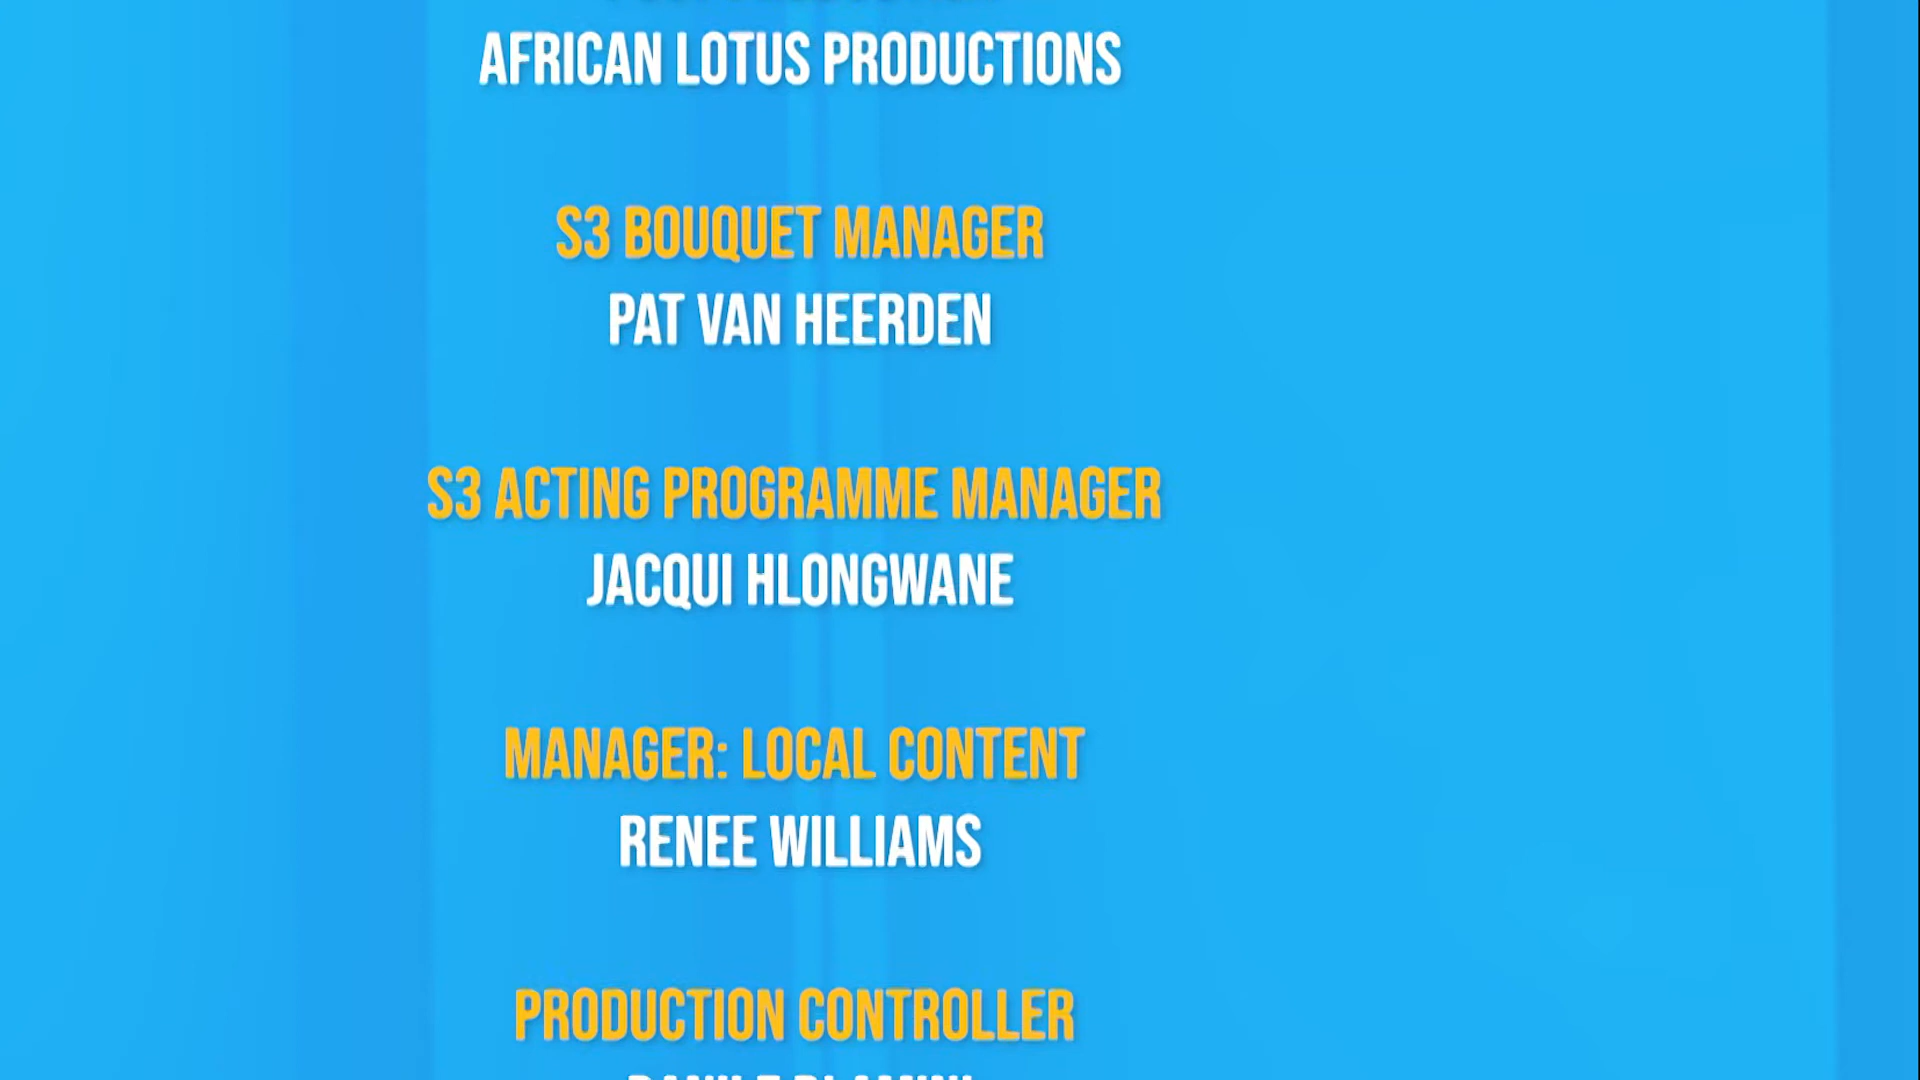 AFRICAN LOTUS PRODUCTIONS
S3 BOUQUET MANAGER
PAT VAN HEERDEN
S3 ACTING PROGRAMME MANAGER
JACQUI HLONGWANE
MANAGER: LOCAL CONTENT
RENEE WILLIAMS
PRODUCTION CONTROLLER